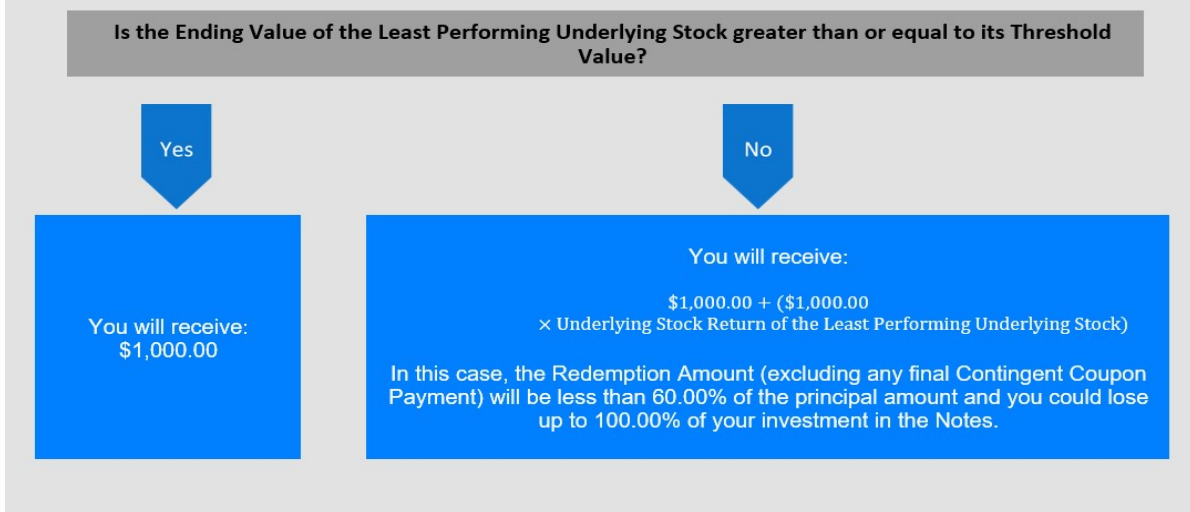 Is the Ending Value of the Least Performing Underlying Stock greater than or equal to its Threshold
Value?
Yes
No
You will receive:
$1,000.00
You will receive:
$1,000.00 + ($1,000.00
× Underlying Stock Return of the Least Performing Underlying Stock)
In this case, the Redemption Amount (excluding any final Contingent Coupon
Payment) will be less than 60.00% of the principal amount and you could lose
up to 100.00% of your investment in the Notes.